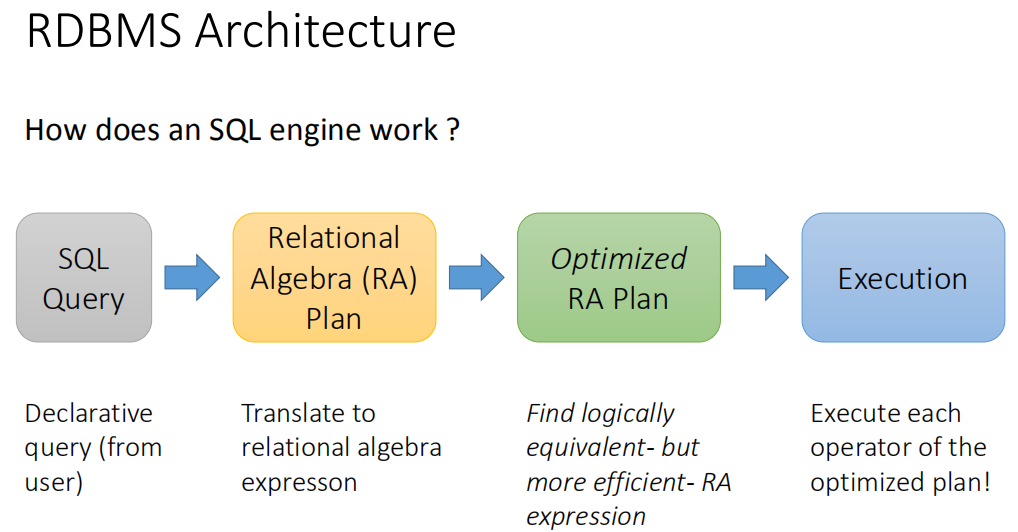 RDBMS Architecture
How does an SQL engine work ?
SQL
Query
Relational
Algebra (RA)
Plan
Optimized
RA Plan
Execution
Declarative
query (from
user)
Translate to
relational algebra
expresson
Find logically
equivalent- but
more efficient- RA
expression
Execute each
operator of the
optimized plan!